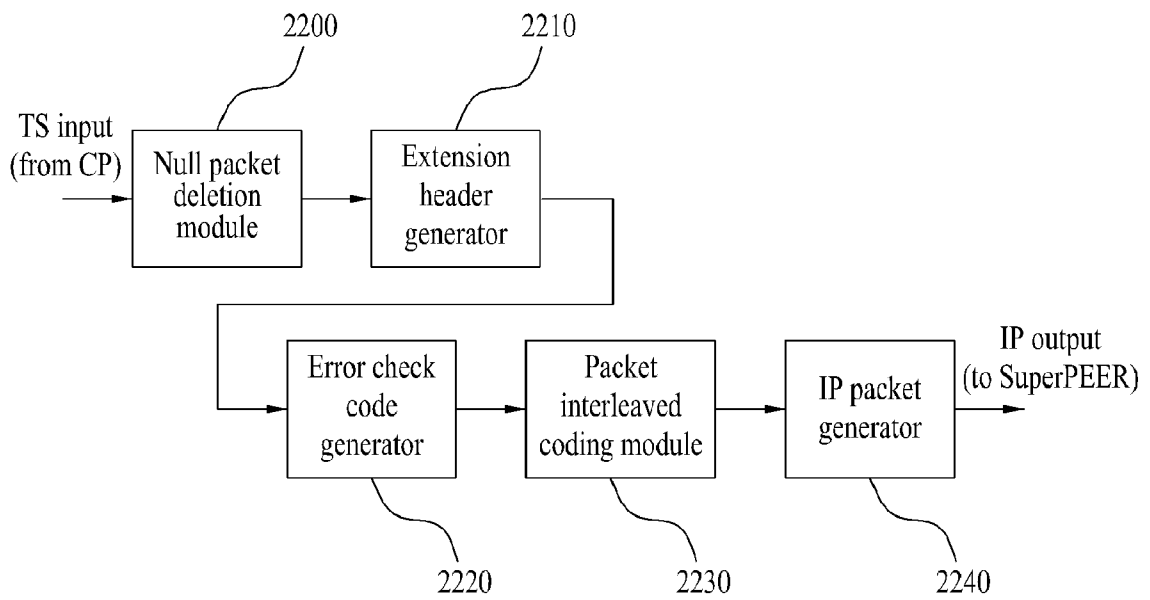 2200
2210
TS input
(from CP)
Null packet
deletion
module
Extension
header
generator
Error check
code
generator
Packet
interleaved
coding module
IP packet
generator
IP output
(to SuperPEER)
2220
2230
2240